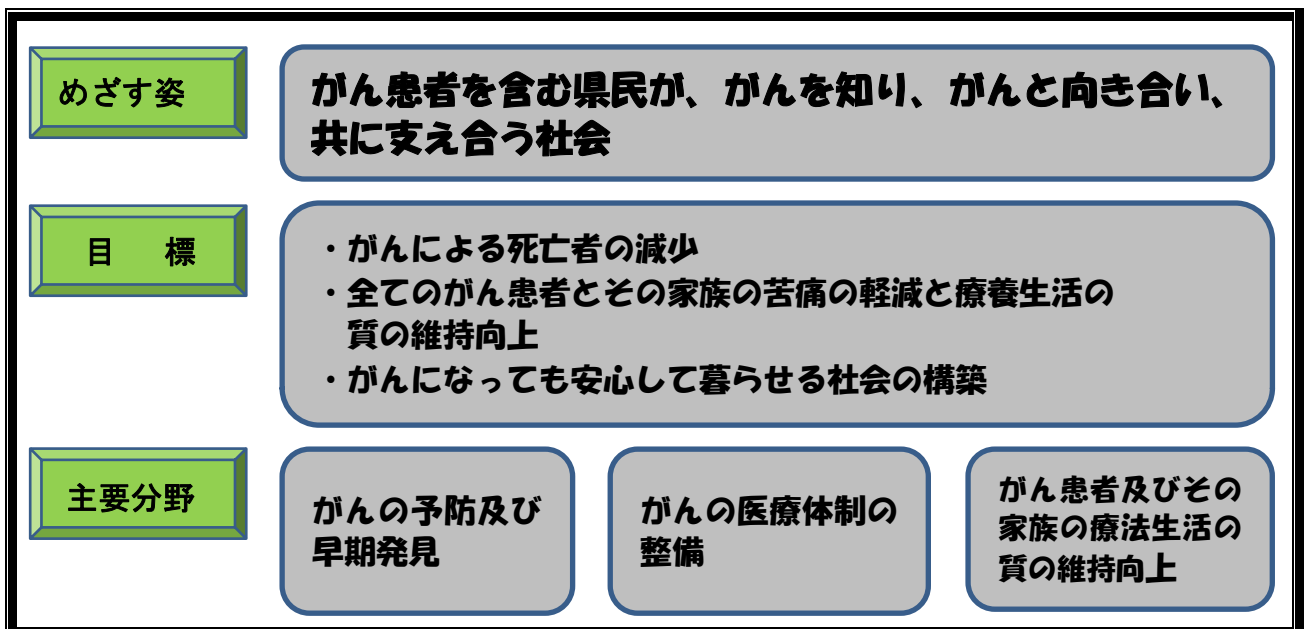 めざす姿
がん患者を含む県民が、がんを知り、がんと向き合い、
共に支え合う社会
目 標
・がんによる死亡者の減少
・全てのがん患者とその家族の苦痛の軽減と療養生活の
質の維持向上
・がんになっても安心して暮らせる社会の構築
主要分野
がんの予防及び
早期発見
がんの医療体制の
整備
がん患者及びその
家族の療法生活の
質の維持向上